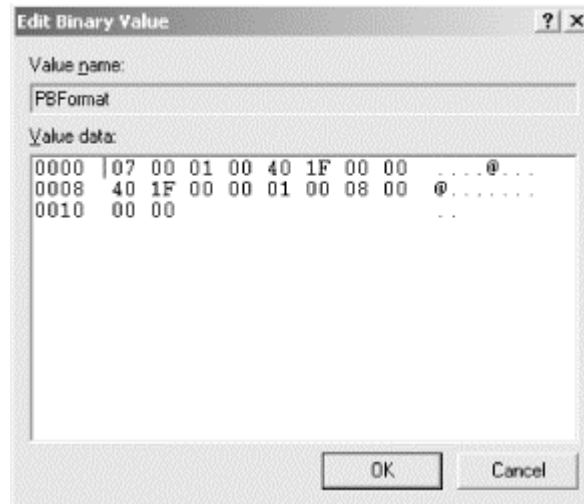 Edit Binary Value
Value name:
PBFormat
Value data:
0000 07 00 01 00 40 1F 00 00 ....@...
0008 40 1F 00 00 01 00 08 00 @.......
0010 00 00 ..
OK Cancel